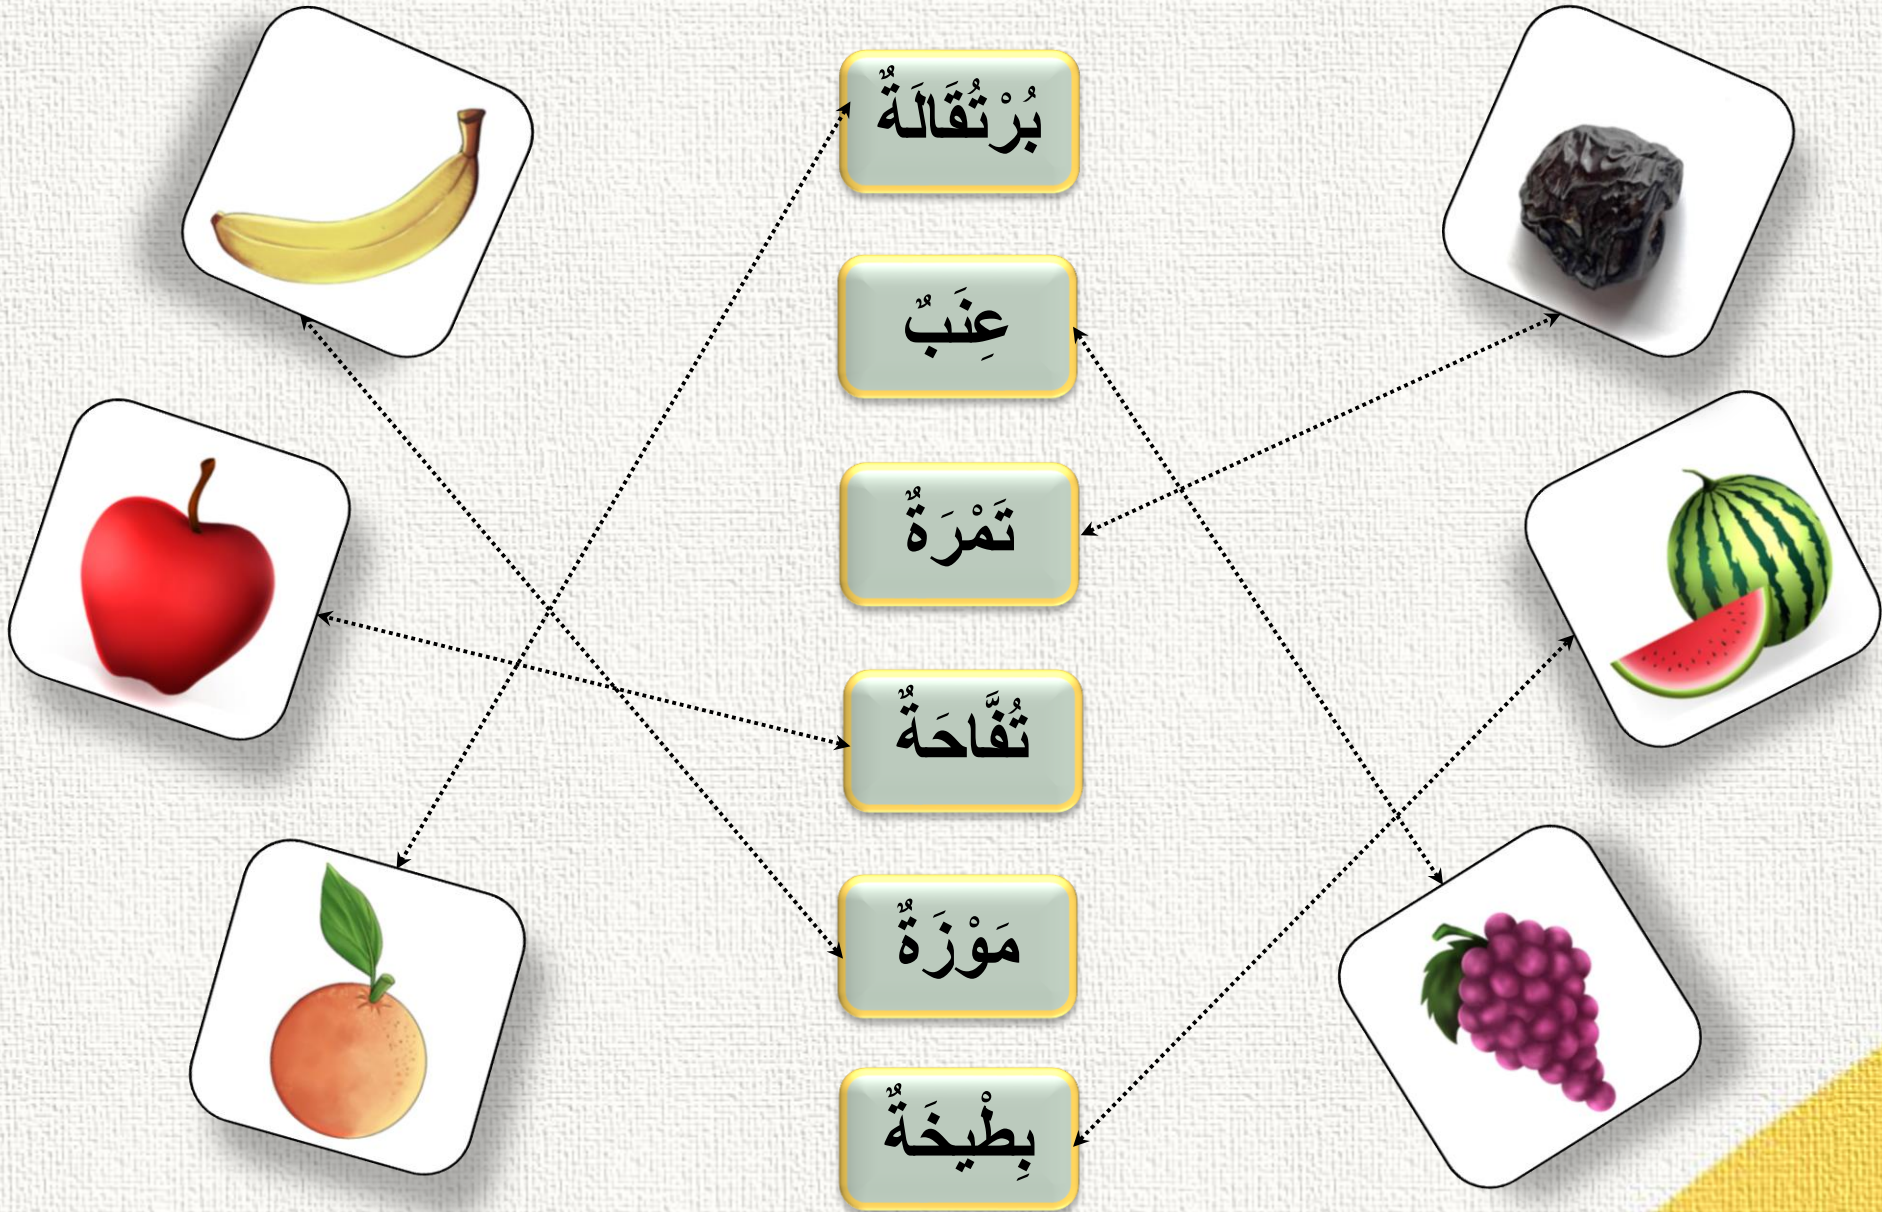 بُرْتُقَالَةٌ
عِنَبٌ
تَمْرَةٌ
تُفَّاحَةٌ
مَوْزَةٌ
بِطْيخَةٌ